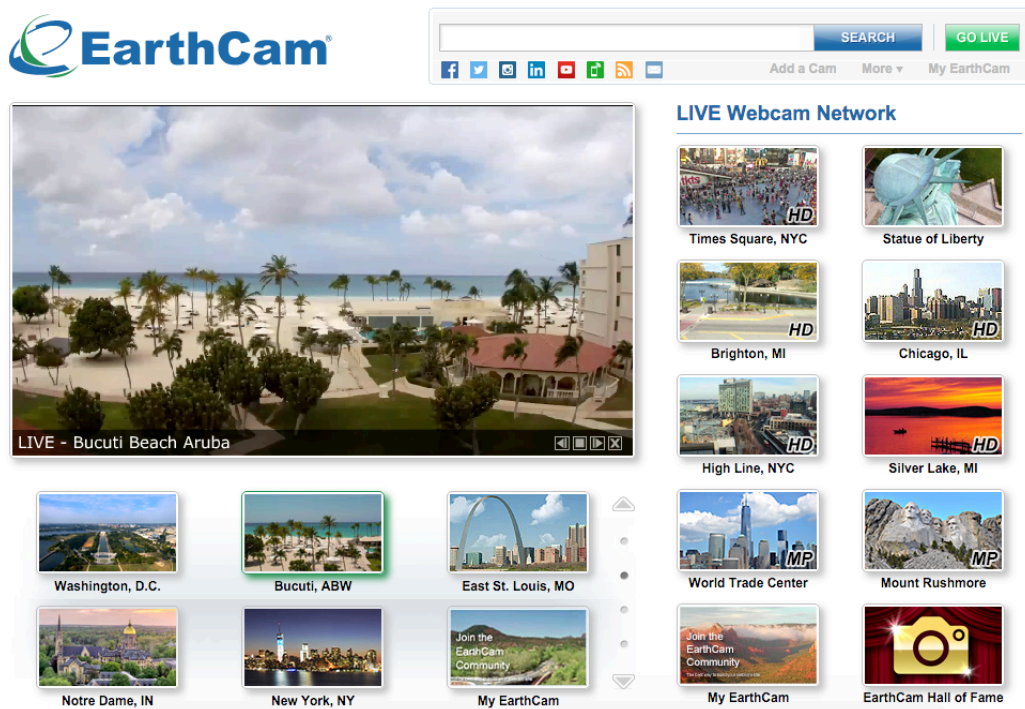 EarthCam®
SEARCH
GO LIVE
Add a Cam
More
My EarthCam
LIVE - Bucuti Beach Aruba
LIVE Webcam Network
HD
Times Square, NYC
Statue of Liberty
HD
Brighton, MI
HD
Chicago, IL
HD
High Line, NYC
HD
Silver Lake, MI
MP
World Trade Center
MP
Mount Rushmore
Join the
EarthCam
Community
My EarthCam
EarthCam Hall of Fame
Washington, D.C.
Bucuti, ABW
East St. Louis, MO
Notre Dame, IN
New York, NY
Join the
EarthCam
Community
My EarthCam